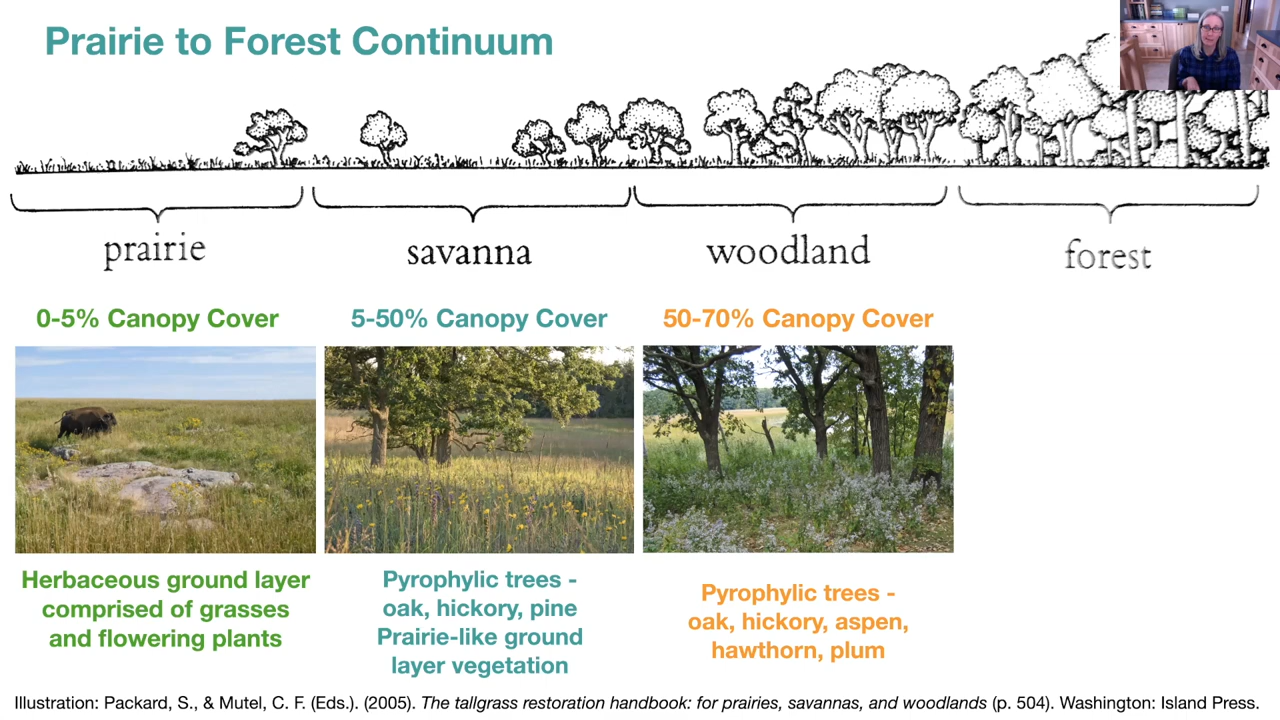 Prairie to Forest Continuum
prairie
savanna
woodland
forest
0-5% Canopy Cover
5-50% Canopy Cover
50-70% Canopy Cover
Herbaceous ground layer
comprised of grasses
and flowering plants
Pyrophylic trees -
oak, hickory, pine
Prairie-like ground
layer vegetation
Pyrophylic trees -
oak, hickory, aspen,
hawthorn, plum
Illustration: Packard, S., & Mutel, C. F. (Eds.). (2005). The tallgrass restoration handbook: for prairies, savannas, and woodlands (p. 504). Washington: Island Press.